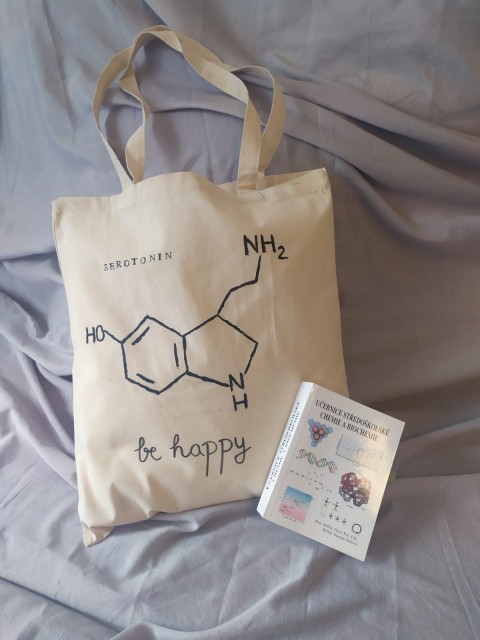 SEROTONIN
NH2
HO
N
H
be happy
UČEBNICE STŘEDOŠKOLSKÉ
CHEMIE A BIOCHEMIE